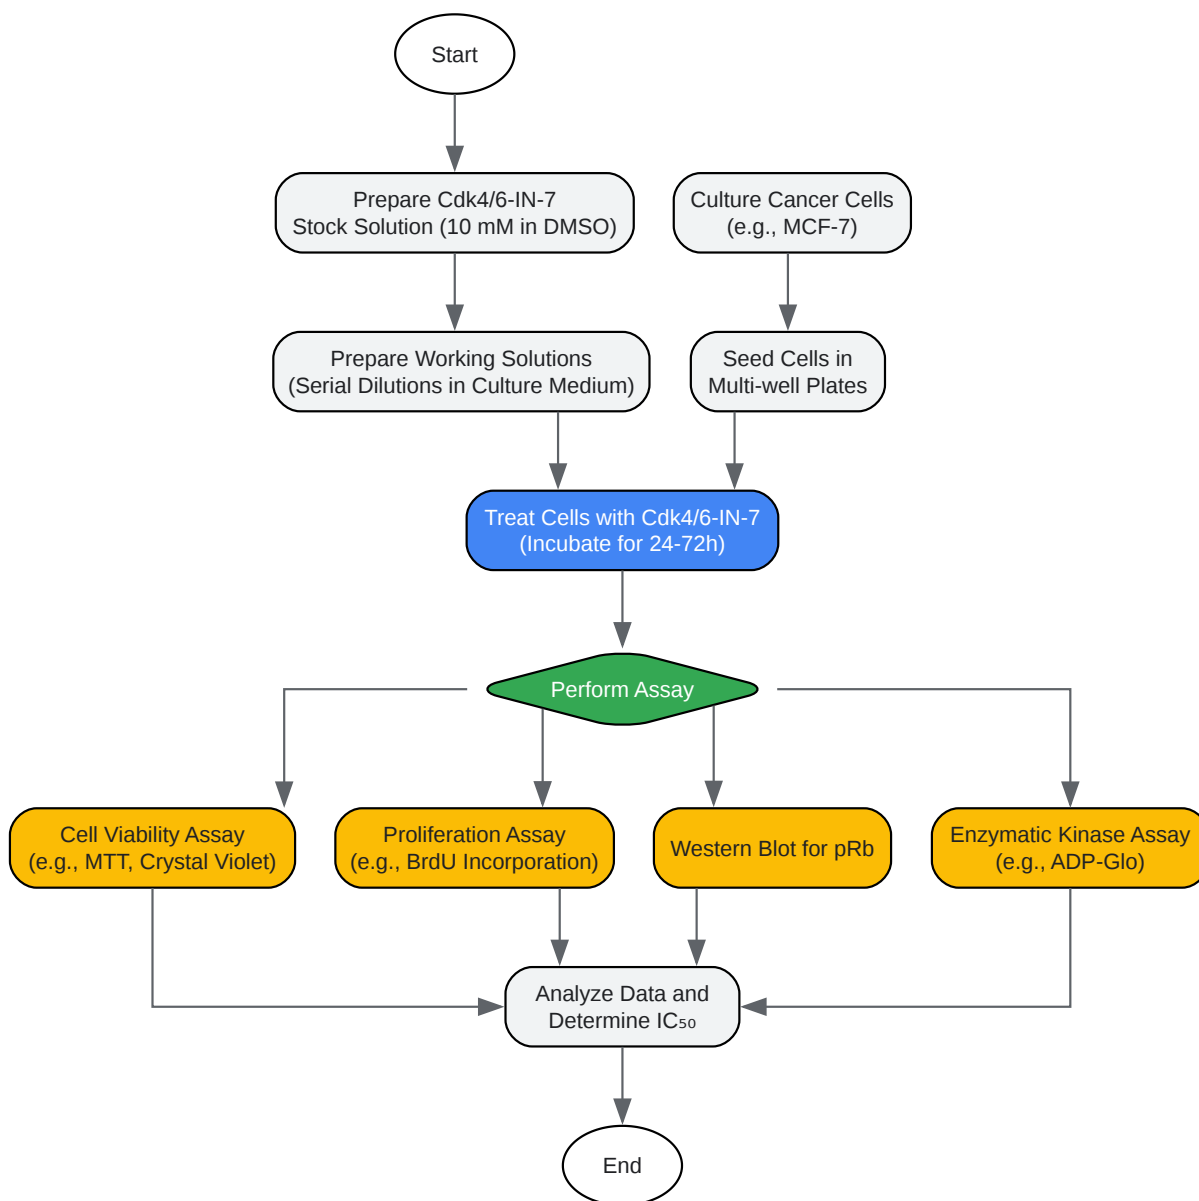 Start
Prepare Cdk4/6-IN-7
Stock Solution (10 mM in DMSO)
Culture Cancer Cells
(e.g., MCF-7)
Prepare Working Solutions
(Serial Dilutions in Culture Medium)
Seed Cells in
Multi-well Plates
Treat Cells with Cdk4/6-IN-7
(Incubate for 24-72h)
Perform Assay
Cell Viability Assay
(e.g., MTT, Crystal Violet)
Proliferation Assay
(e.g., BrdU Incorporation)
Western Blot for pRb
Enzymatic Kinase Assay
(e.g., ADP-Glo)
Analyze Data and
Determine IC₅₀
End